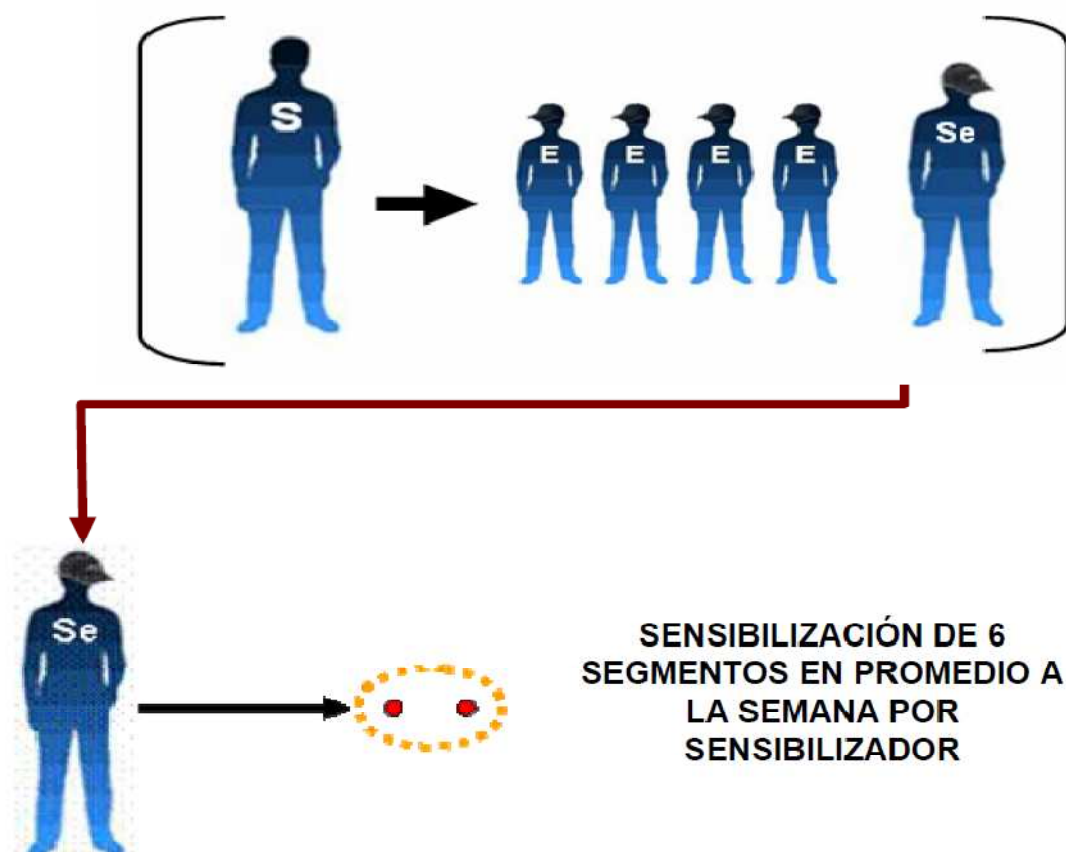 S
E E E E
Se
Se
SENSIBILIZACIÓN DE 6
SEGMENTOS EN PROMEDIO A
LA SEMANA POR
SENSIBILIZADOR